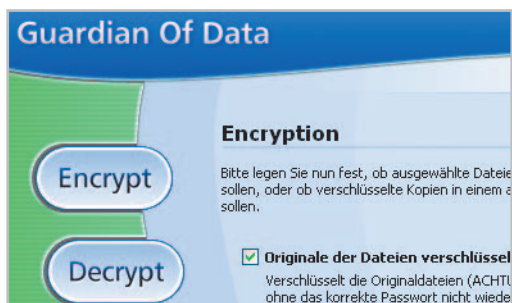 Guardian Of Data
Encrypt
Decrypt
Encryption
Bitte legen Sie nun fest, ob ausgewählte Dateie
sollen, oder ob verschlüsselte Kopien in einem a
sollen.
Originale der Dateien verschlüssel
Verschlüsselt die Originaldateien (ACHTU
ohne das korrekte Passwort nicht wiede